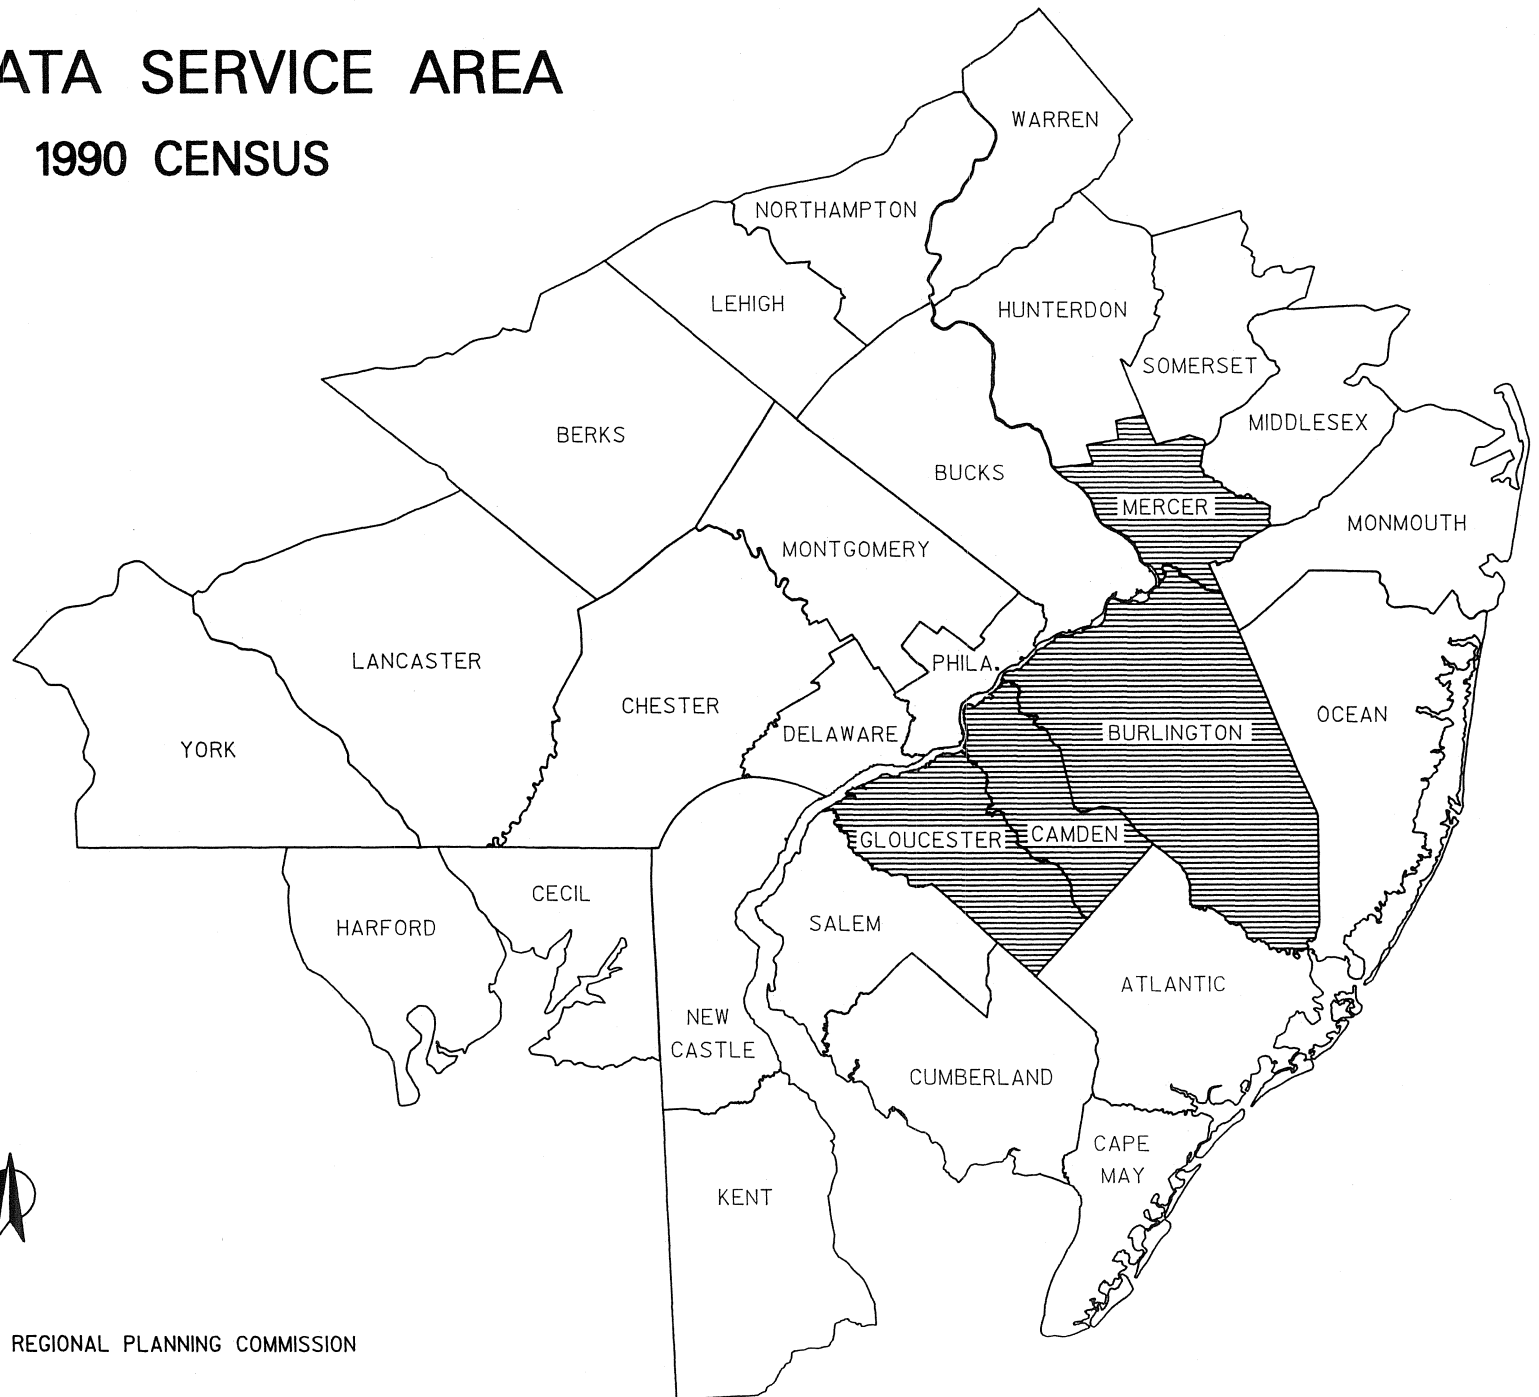 ATA SERVICE AREA
1990 CENSUS
WARREN
NORTHAMPTON
LEHIGH
HUNTERDON
SOMERSET
BERKS
MIDDLESEX
BUCKS
MERCER
MONMOUTH
MONTGOMERY
LANCASTER
PHILA.
CHESTER
DELAWARE
BURLINGTON
OCEAN
YORK
GLOUCESTER
CAMDEN
CECIL
HARFORD
SALEM
ATLANTIC
NEW
CASTLE
CUMBERLAND
CAPE
MAY
KENT
REGIONAL PLANNING COMMISSION